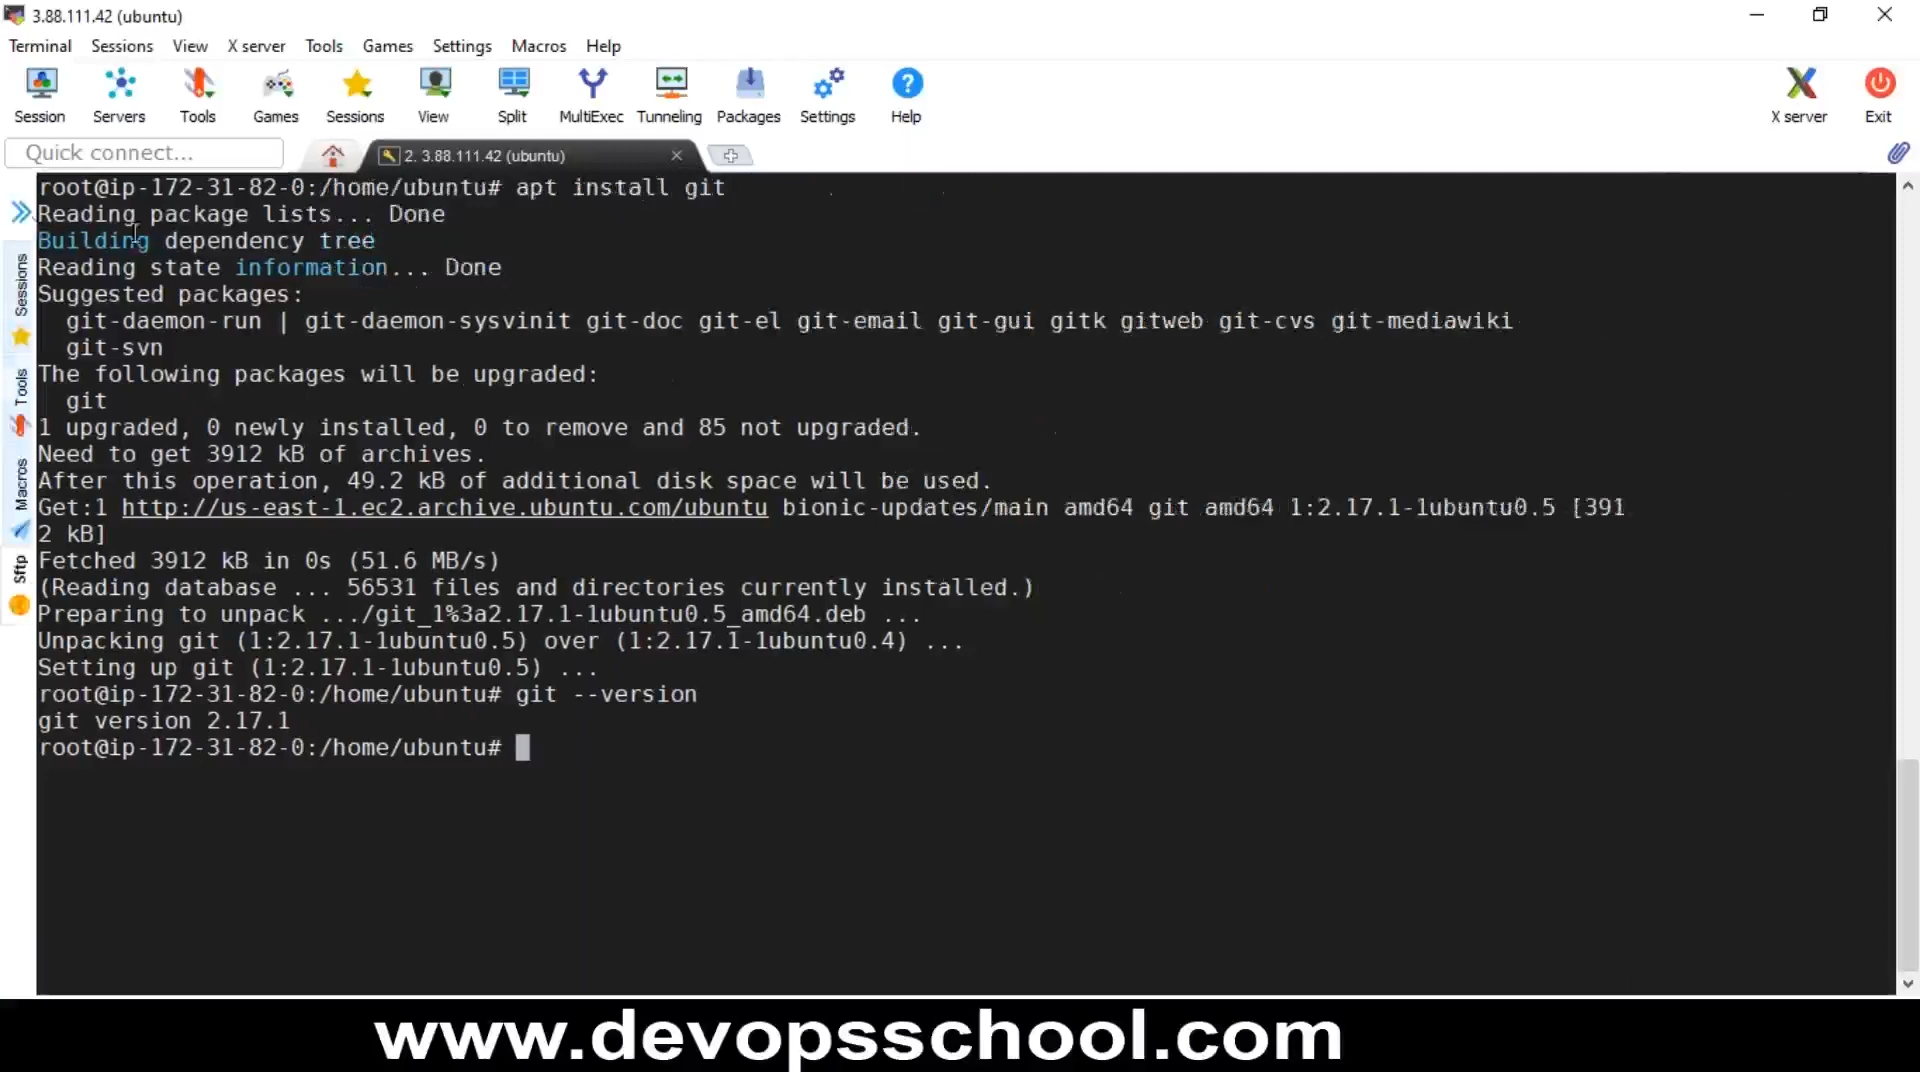 3.88.111.42 (ubuntu)
Terminal Sessions View X server Tools Games Settings Macros Help
Session Servers Tools Games Sessions View Split MultiExec Tunneling Packages Settings Help X server Exit
Quick connect...
2. 3.88.111.42 (ubuntu)
root@ip-172-31-82-0:/home/ubuntu# apt install git
Reading package lists... Done
Building dependency tree
Reading state information... Done
Suggested packages:
  git-daemon-run | git-daemon-sysvinit git-doc git-el git-email git-gui gitk gitweb git-cvs git-mediawiki
  git-svn
The following packages will be upgraded:
  git
1 upgraded, 0 newly installed, 0 to remove and 85 not upgraded.
Need to get 3912 kB of archives.
After this operation, 49.2 kB of additional disk space will be used.
Get:1 http://us-east-1.ec2.archive.ubuntu.com/ubuntu bionic-updates/main amd64 git amd64 1:2.17.1-1ubuntu0.5 [391
2 kB]
Fetched 3912 kB in 0s (51.6 MB/s)
(Reading database ... 56531 files and directories currently installed.)
Preparing to unpack .../git_1%3a2.17.1-1ubuntu0.5_amd64.deb ...
Unpacking git (1:2.17.1-1ubuntu0.5) over (1:2.17.1-1ubuntu0.4) ...
Setting up git (1:2.17.1-1ubuntu0.5) ...
root@ip-172-31-82-0:/home/ubuntu# git --version
git version 2.17.1
root@ip-172-31-82-0:/home/ubuntu#
Sessions
Tools
Macros
Sftp
www.devopsschool.com